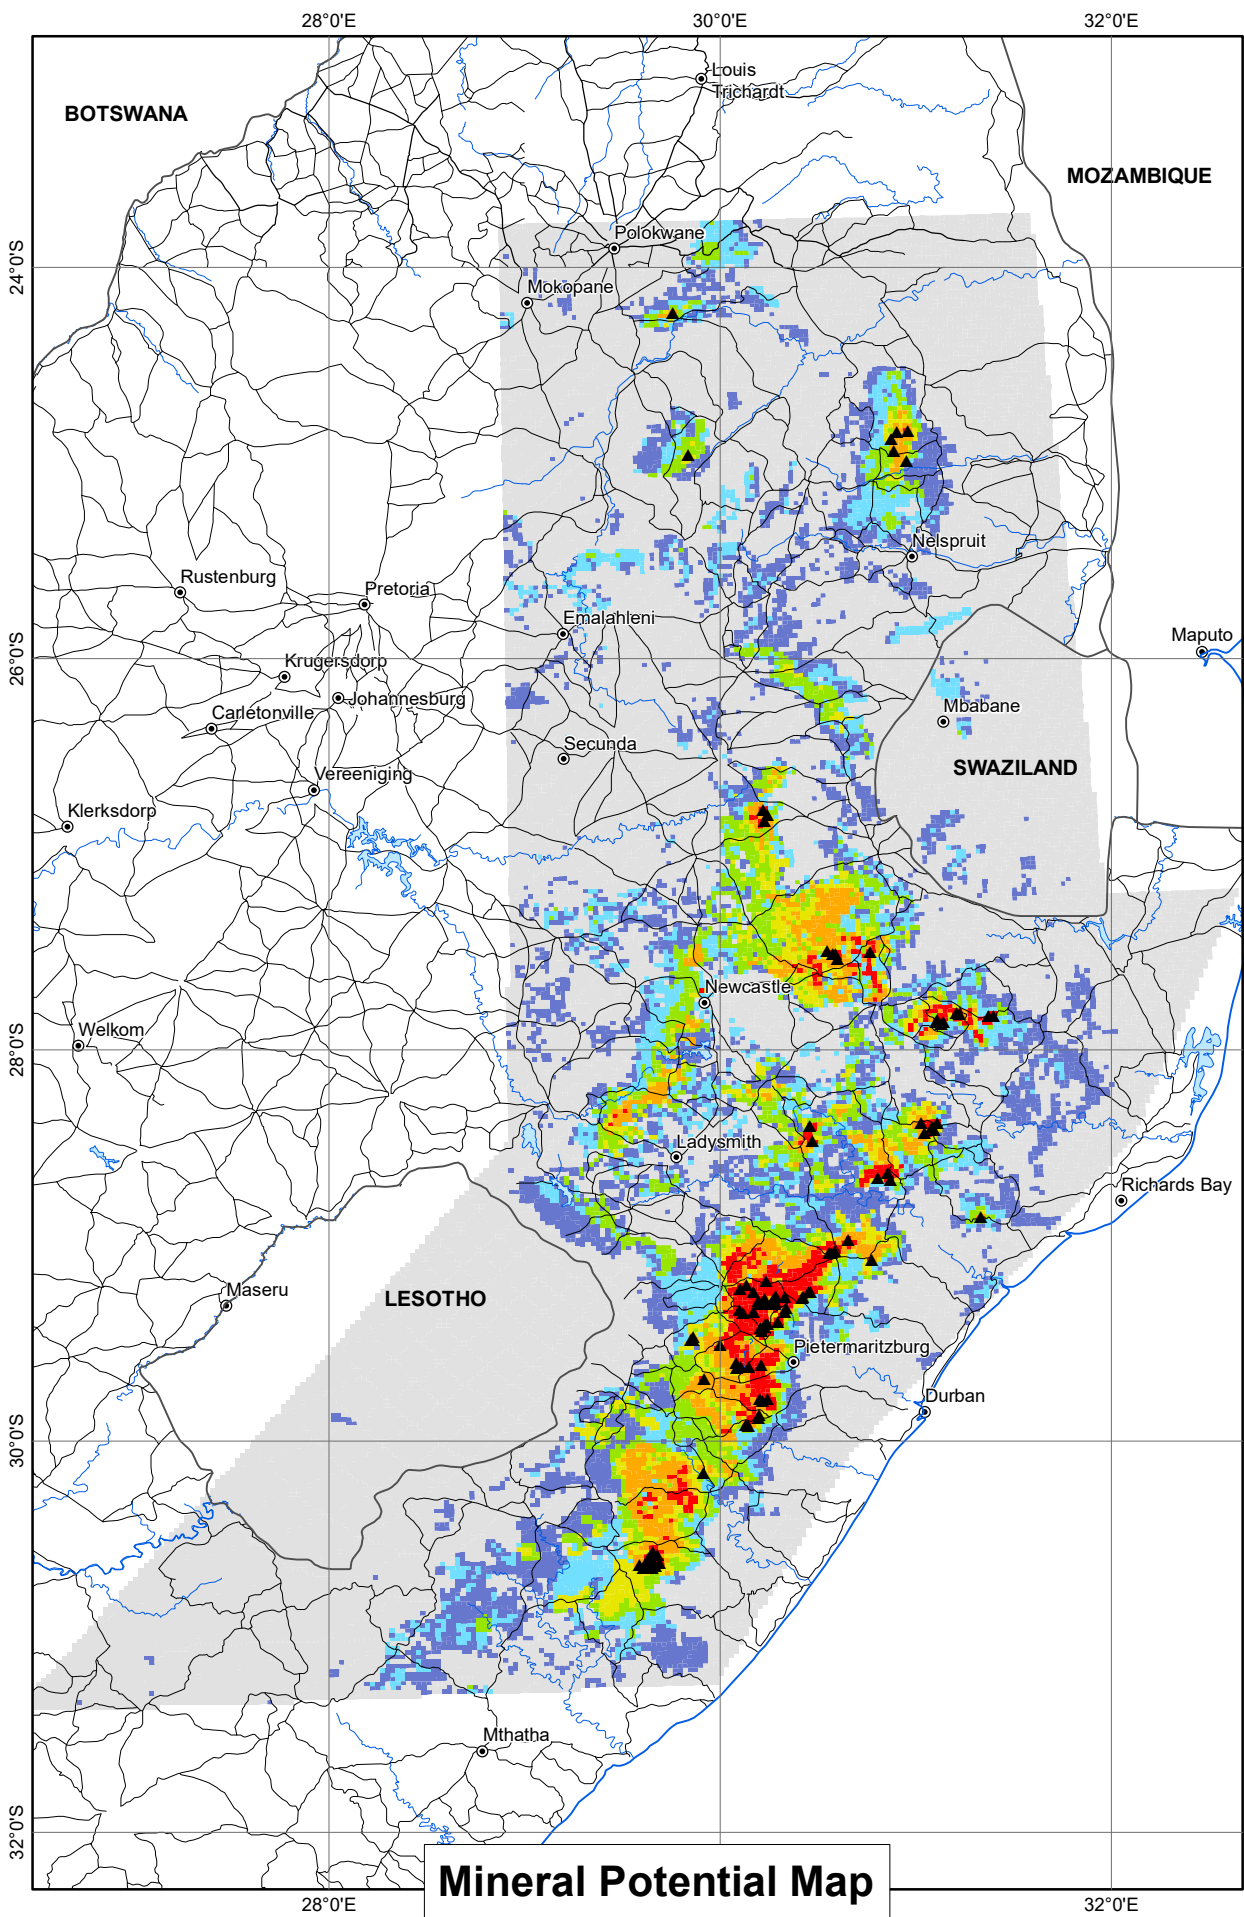 28°0'E
30°0'E
32°0'E
Louis
Trichardt
BOTSWANA
MOZAMBIQUE
Polokwane
24°0'S
Mokopane
Nelspruit
Rustenburg
Pretoria
Emalahleni
Maputo
26°0'S
Krugersdorp
Johannesburg
Carletonville
Mbabane
Secunda
SWAZILAND
Vereeniging
Klerksdorp
Newcastle
Welkom
28°0'S
Ladysmith
Richards Bay
Maseru
LESOTHO
Pietermaritzburg
Durban
30°0'S
Mthatha
32°0'S
Mineral Potential Map
28°0'E
32°0'E